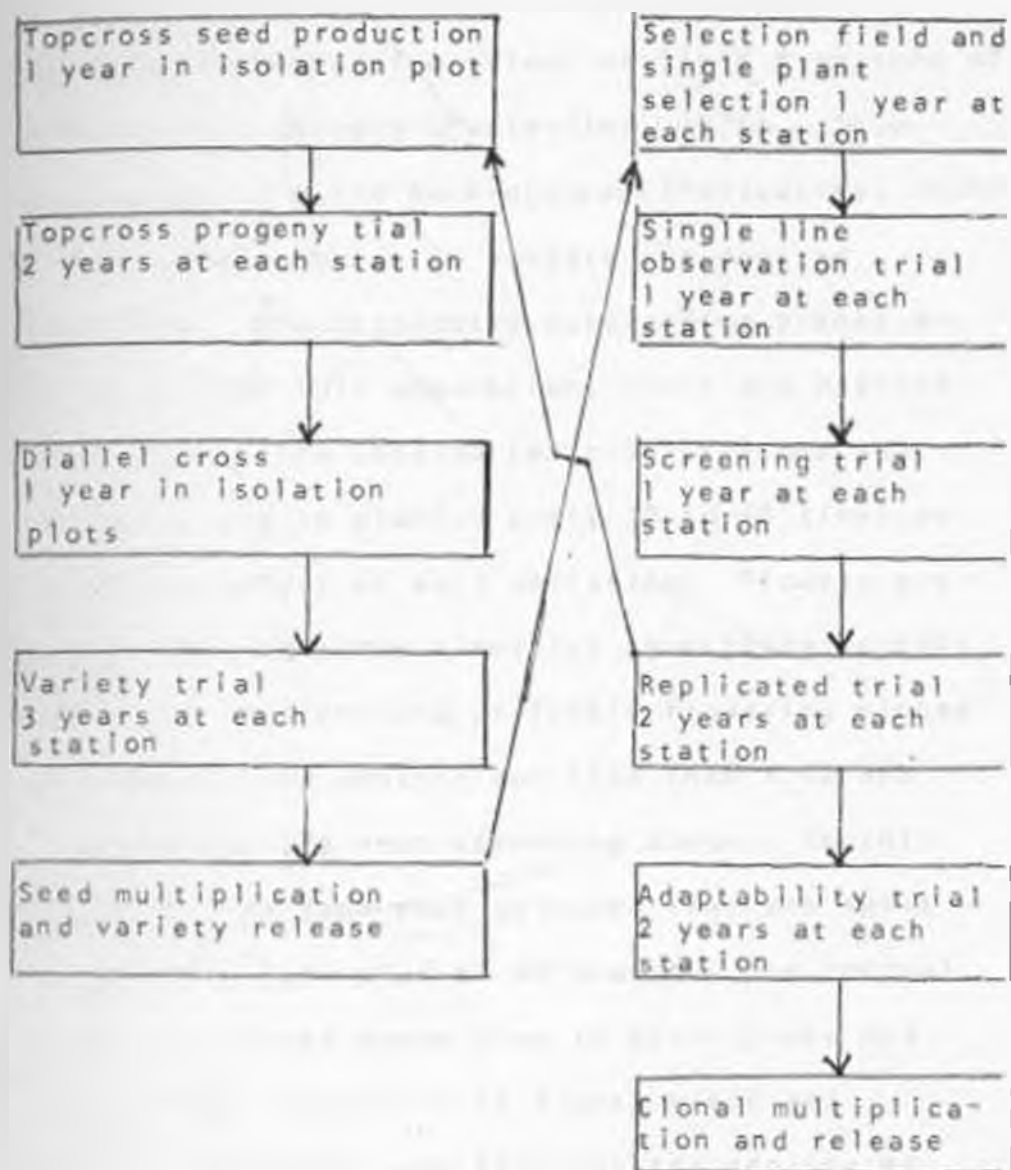 Topcross seed production
1 year in isolation plot
Topcross progeny tial
2 years at each station
Diallel cross
1 year in isolation
plots
Variety trial
3 years at each
station
Seed multiplication
and variety release
Selection field and
single plant
selection 1 year at
each station
Single line
observation trial
1 year at each
station
Screening trial
1 year at each
station
Replicated trial
2 years at each
station
Adaptability trial
2 years at each
station
Clonal multiplica-
tion and release